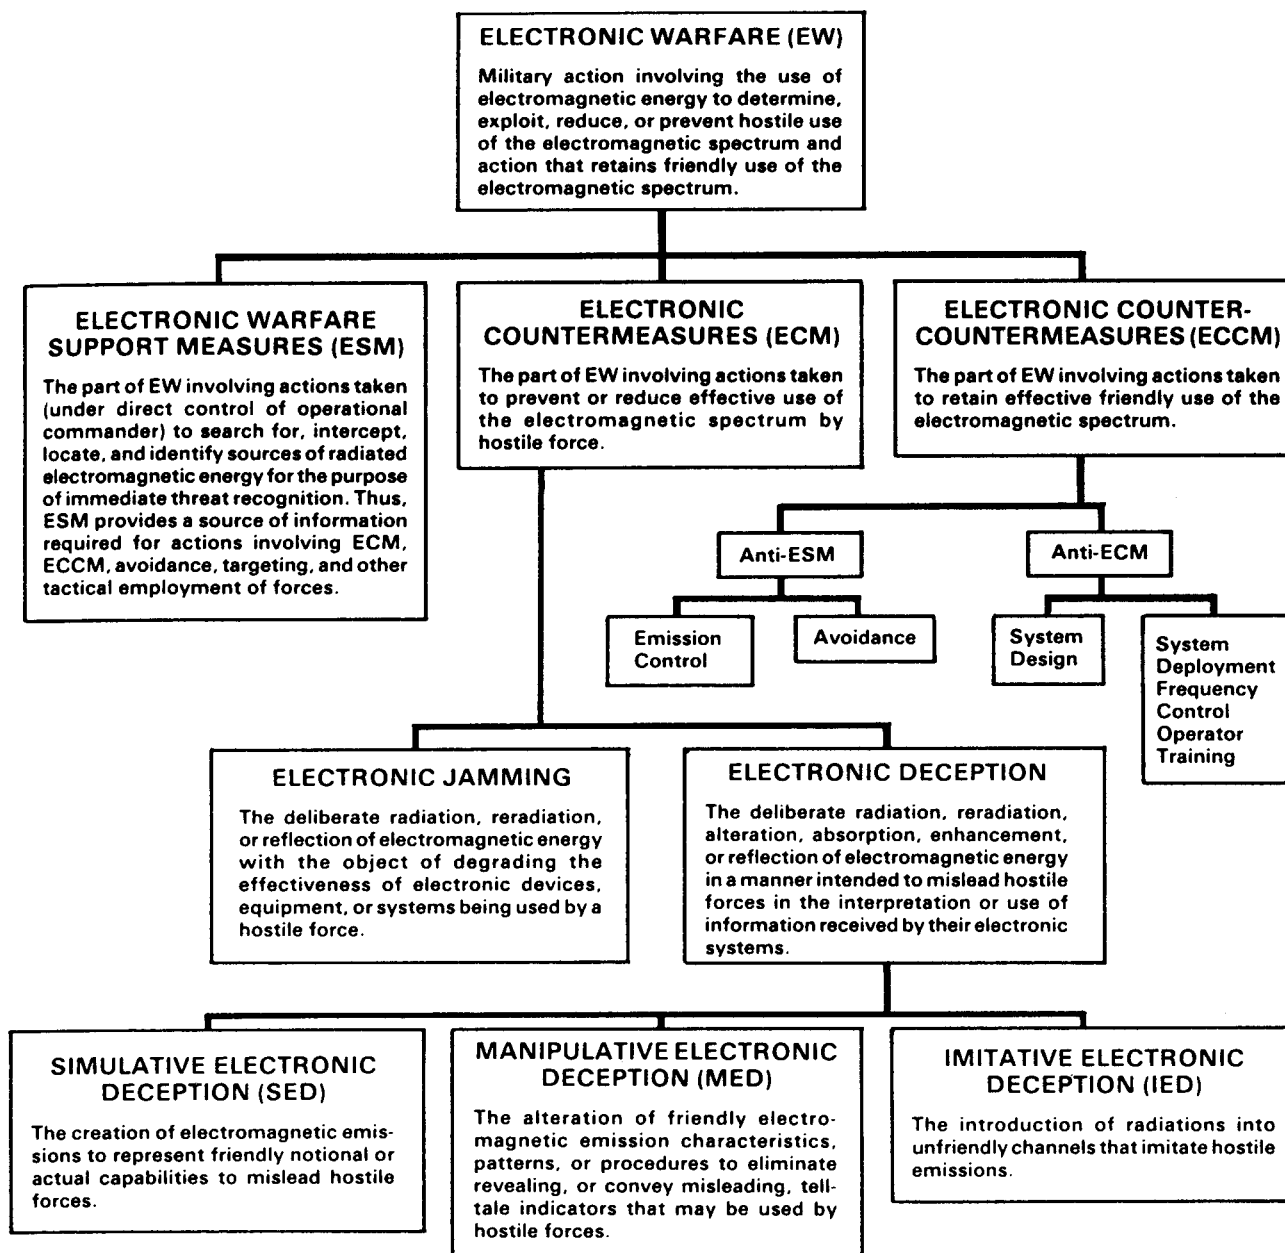 ELECTRONIC WARFARE (EW)
Military action involving the use of
electromagnetic energy to determine,
exploit, reduce, or prevent hostile use
of the electromagnetic spectrum and
action that retains friendly use of the
electromagnetic spectrum.
ELECTRONIC WARFARE
SUPPORT MEASURES (ESM)
The part of EW involving actions taken
(under direct control of operational
commander) to search for, intercept,
locate, and identify sources of radiated
electromagnetic energy for the purpose
of immediate threat recognition. Thus,
ESM provides a source of information
required for actions involving ECM,
ECCM, avoidance, targeting, and other
tactical employment of forces.
ELECTRONIC
COUNTERMEASURES (ECM)
The part of EW involving actions taken
to prevent or reduce effective use of
the electromagnetic spectrum by
hostile force.
ELECTRONIC COUNTER-
COUNTERMEASURES (ECCM)
The part of EW involving actions taken
to retain effective friendly use of the
electromagnetic spectrum.
Anti-ESM
Anti-ECM
Emission
Control
Avoidance
System
Design
System
Deployment
Frequency
Control
Operator
Training
ELECTRONIC JAMMING
The deliberate radiation, reradiation,
or reflection of electromagnetic energy
with the object of degrading the
effectiveness of electronic devices,
equipment, or systems being used by a
hostile force.
ELECTRONIC DECEPTION
The deliberate radiation, reradiation,
alteration, absorption, enhancement,
or reflection of electromagnetic energy
in a manner intended to mislead hostile
forces in the interpretation or use of
information received by their electronic
systems.
SIMULATIVE ELECTRONIC
DECEPTION (SED)
The creation of electromagnetic emis-
sions to represent friendly notional or
actual capabilities to mislead hostile
forces.
MANIPULATIVE ELECTRONIC
DECEPTION (MED)
The alteration of friendly electro-
magnetic emission characteristics,
patterns, or procedures to eliminate
revealing, or convey misleading, tell-
tale indicators that may be used by
hostile forces.
IMITATIVE ELECTRONIC
DECEPTION (IED)
The introduction of radiations into
unfriendly channels that imitate hostile
emissions.